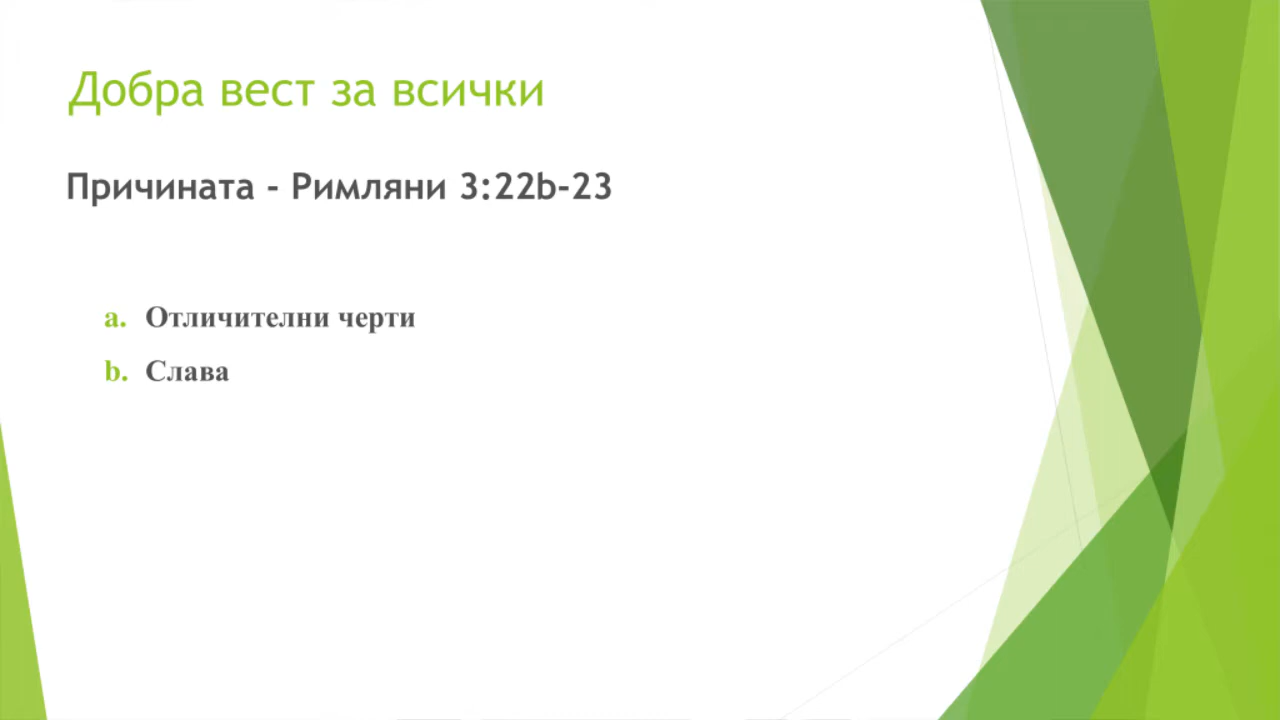 Добра вест за всички
Причината - Римляни 3:22b-23
a. Отличителни черти
b. Слава